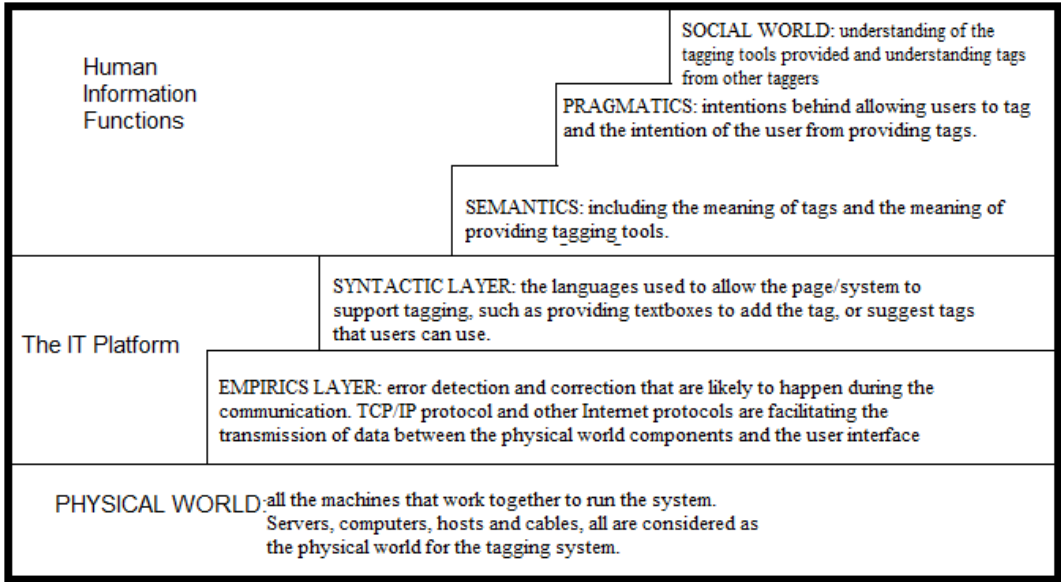 SOCIAL WORLD: understanding of the
tagging tools provided and understanding tags
from other taggers
Human
Information
Functions
PRAGMATICS: intentions behind allowing users to tag
and the intention of the user from providing tags.
SEMANTICS: including the meaning of tags and the meaning of
providing tagging tools.
SYNTACTIC LAYER: the languages used to allow the page/system to
support tagging, such as providing textboxes to add the tag, or suggest tags
that users can use.
The IT Platform
EMPIRICS LAYER: error detection and correction that are likely to happen during the
communication. TCP/IP protocol and other Internet protocols are facilitating the
transmission of data between the physical world components and the user interface
PHYSICAL WORLD: all the machines that work together to run the system.
Servers, computers, hosts and cables, all are considered as
the physical world for the tagging system.